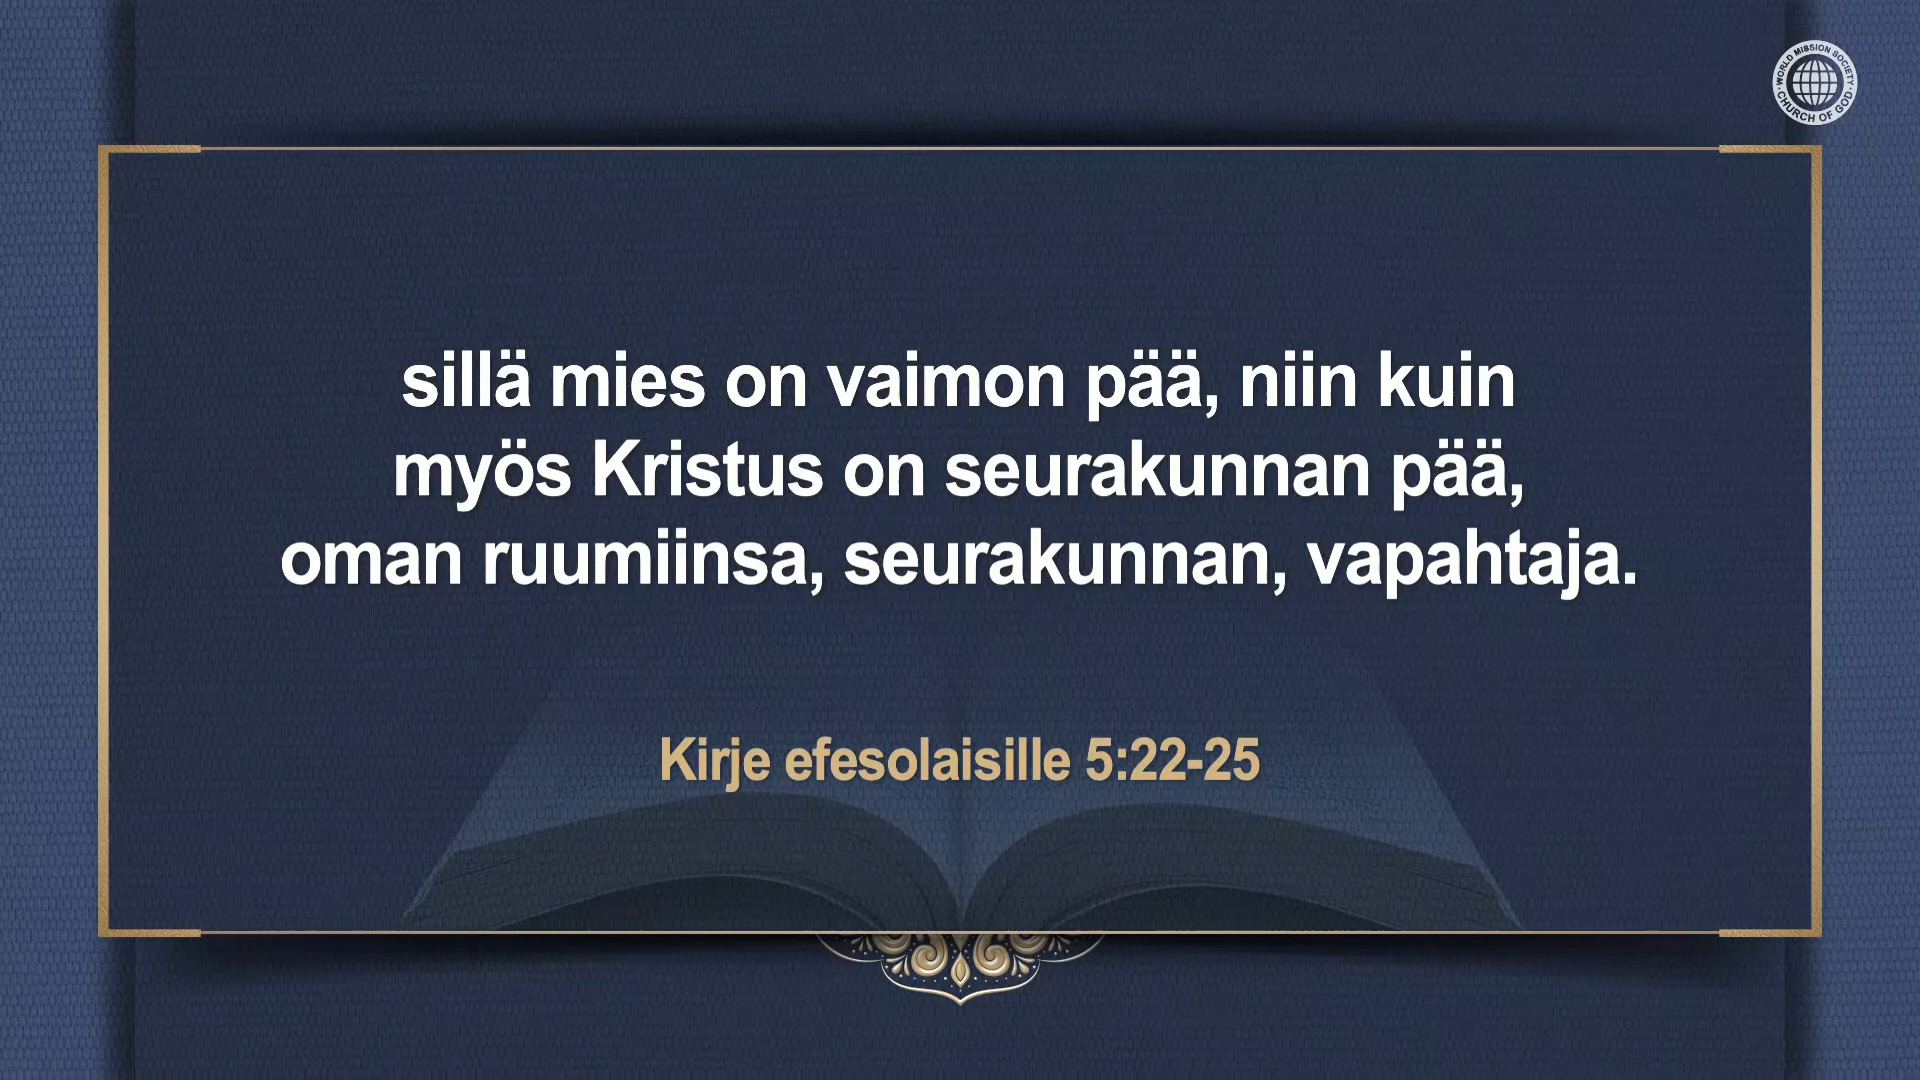 WORLD MISSION SOCIETY
CHURCH OF GOD
sillä mies on vaimon pää, niin kuin
myös Kristus on seurakunnan pää,
oman ruumiinsa, seurakunnan, vapahtaja.
Kirje efesolaisille 5:22-25